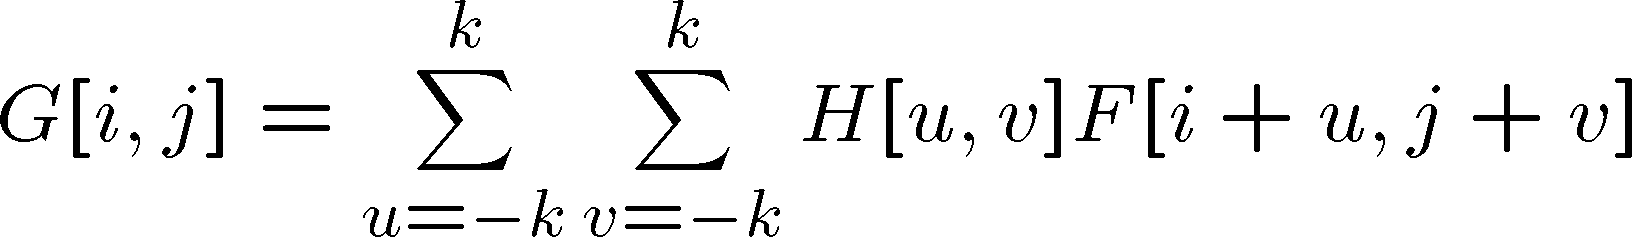 G[i, j] = \sum_{u=-k}^{k} \sum_{v=-k}^{k} H[u, v]F[i + u, j + v]